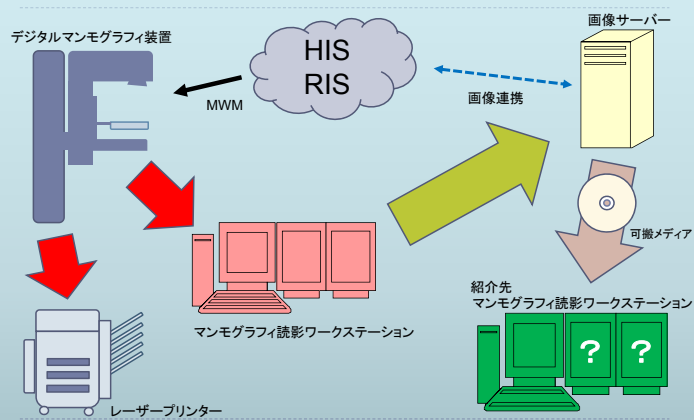 画像サーバー
デジタルマンモグラフィ装置
HIS
RIS
MWM
画像連携
可搬メディア
紹介先
マンモグラフィ読影ワークステーション
マンモグラフィ読影ワークステーション
? ?
レーザープリンター